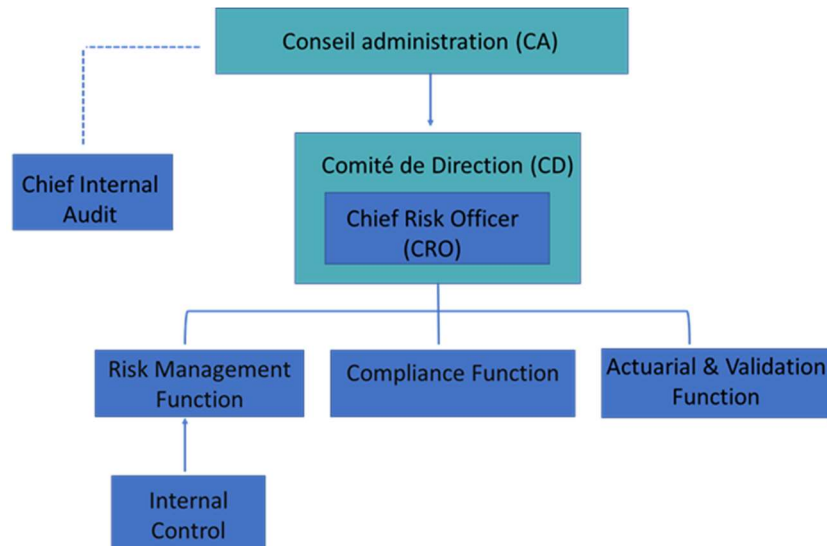 Conseil administration (CA)
Chief Internal
Audit
Comité de Direction (CD)
Chief Risk Officer
(CRO)
Risk Management
Function
Compliance Function
Actuarial & Validation
Function
Internal
Control